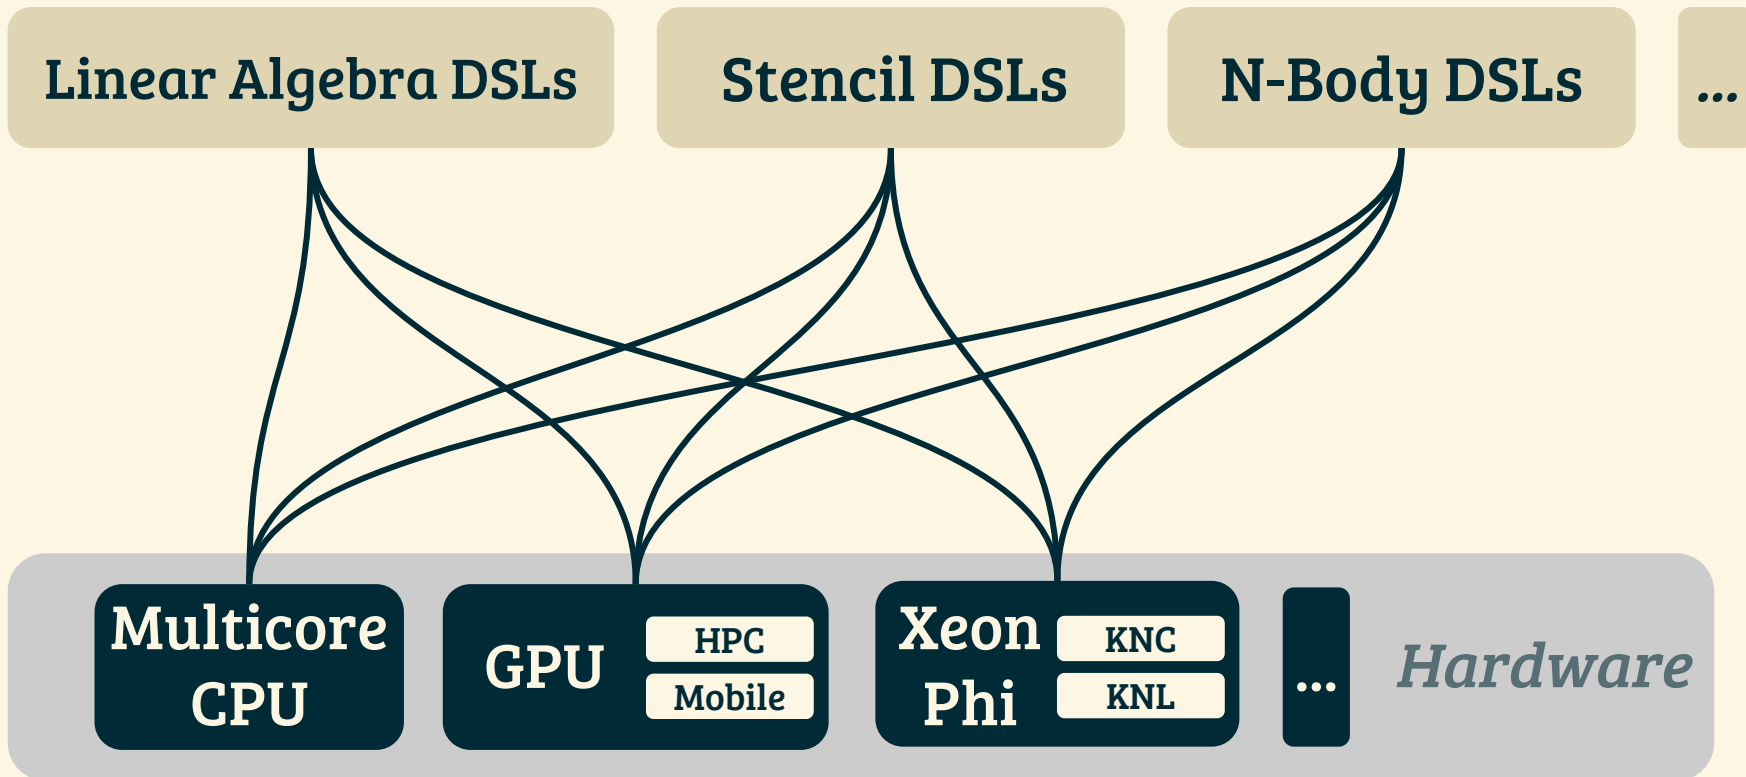 Linear Algebra DSLs
Stencil DSLs
N-Body DSLs
...
Multicore
CPU
GPU
HPC
Mobile
Xeon
Phi
KNC
KNL
...
Hardware